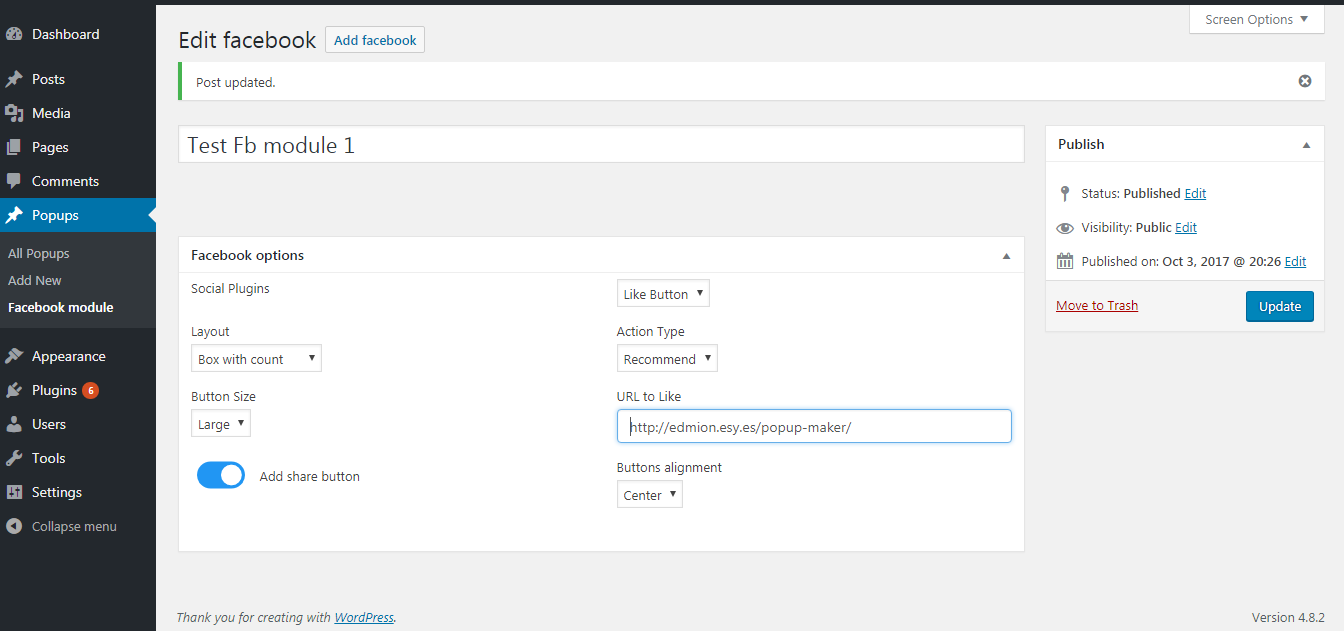 Dashboard
Posts
Media
Pages
Comments
Popups
All Popups
Add New
Facebook module
Appearance
Plugins 6
Users
Tools
Settings
Collapse menu
Screen Options
Edit facebook Add facebook
Post updated.
Test Fb module 1
Facebook options
Social Plugins
Like Button
Layout
Box with count
Action Type
Recommend
Button Size
Large
URL to Like
http://edmion.esy.es/popup-maker/
Add share button
Buttons alignment
Center
Publish
Status: Published Edit
Visibility: Public Edit
Published on: Oct 3, 2017 @ 20:26 Edit
Move to Trash
Update
Thank you for creating with WordPress.
Version 4.8.2